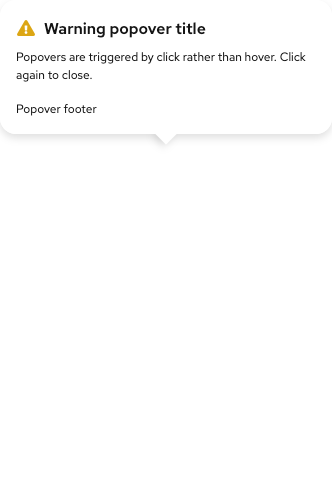 Warning popover title
Popovers are triggered by click rather than hover. Click
again to close.
Popover footer